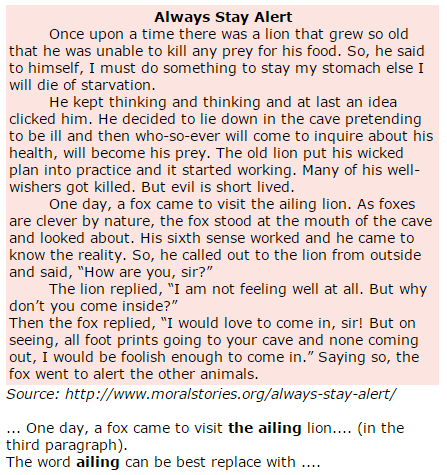 Always Stay Alert
Once upon a time there was a lion that grew so old
that he was unable to kill any prey for his food. So, he said
to himself, I must do something to stay my stomach else I
will die of starvation.
He kept thinking and thinking and at last an idea
clicked him. He decided to lie down in the cave pretending
to be ill and then who-so-ever will come to inquire about his
health, will become his prey. The old lion put his wicked
plan into practice and it started working. Many of his well-
wishers got killed. But evil is short lived.
One day, a fox came to visit the ailing lion. As foxes
are clever by nature, the fox stood at the mouth of the cave
and looked about. His sixth sense worked and he came to
know the reality. So, he called out to the lion from outside
and said, “How are you, sir?”
The lion replied, “I am not feeling well at all. But why
don’t you come inside?”
Then the fox replied, “I would love to come in, sir! But on
seeing, all foot prints going to your cave and none coming
out, I would be foolish enough to come in.” Saying so, the
fox went to alert the other animals.
Source: http://www.moralstories.org/always-stay-alert/
... One day, a fox came to visit the ailing lion.... (in the
third paragraph).
The word ailing can be best replace with ....